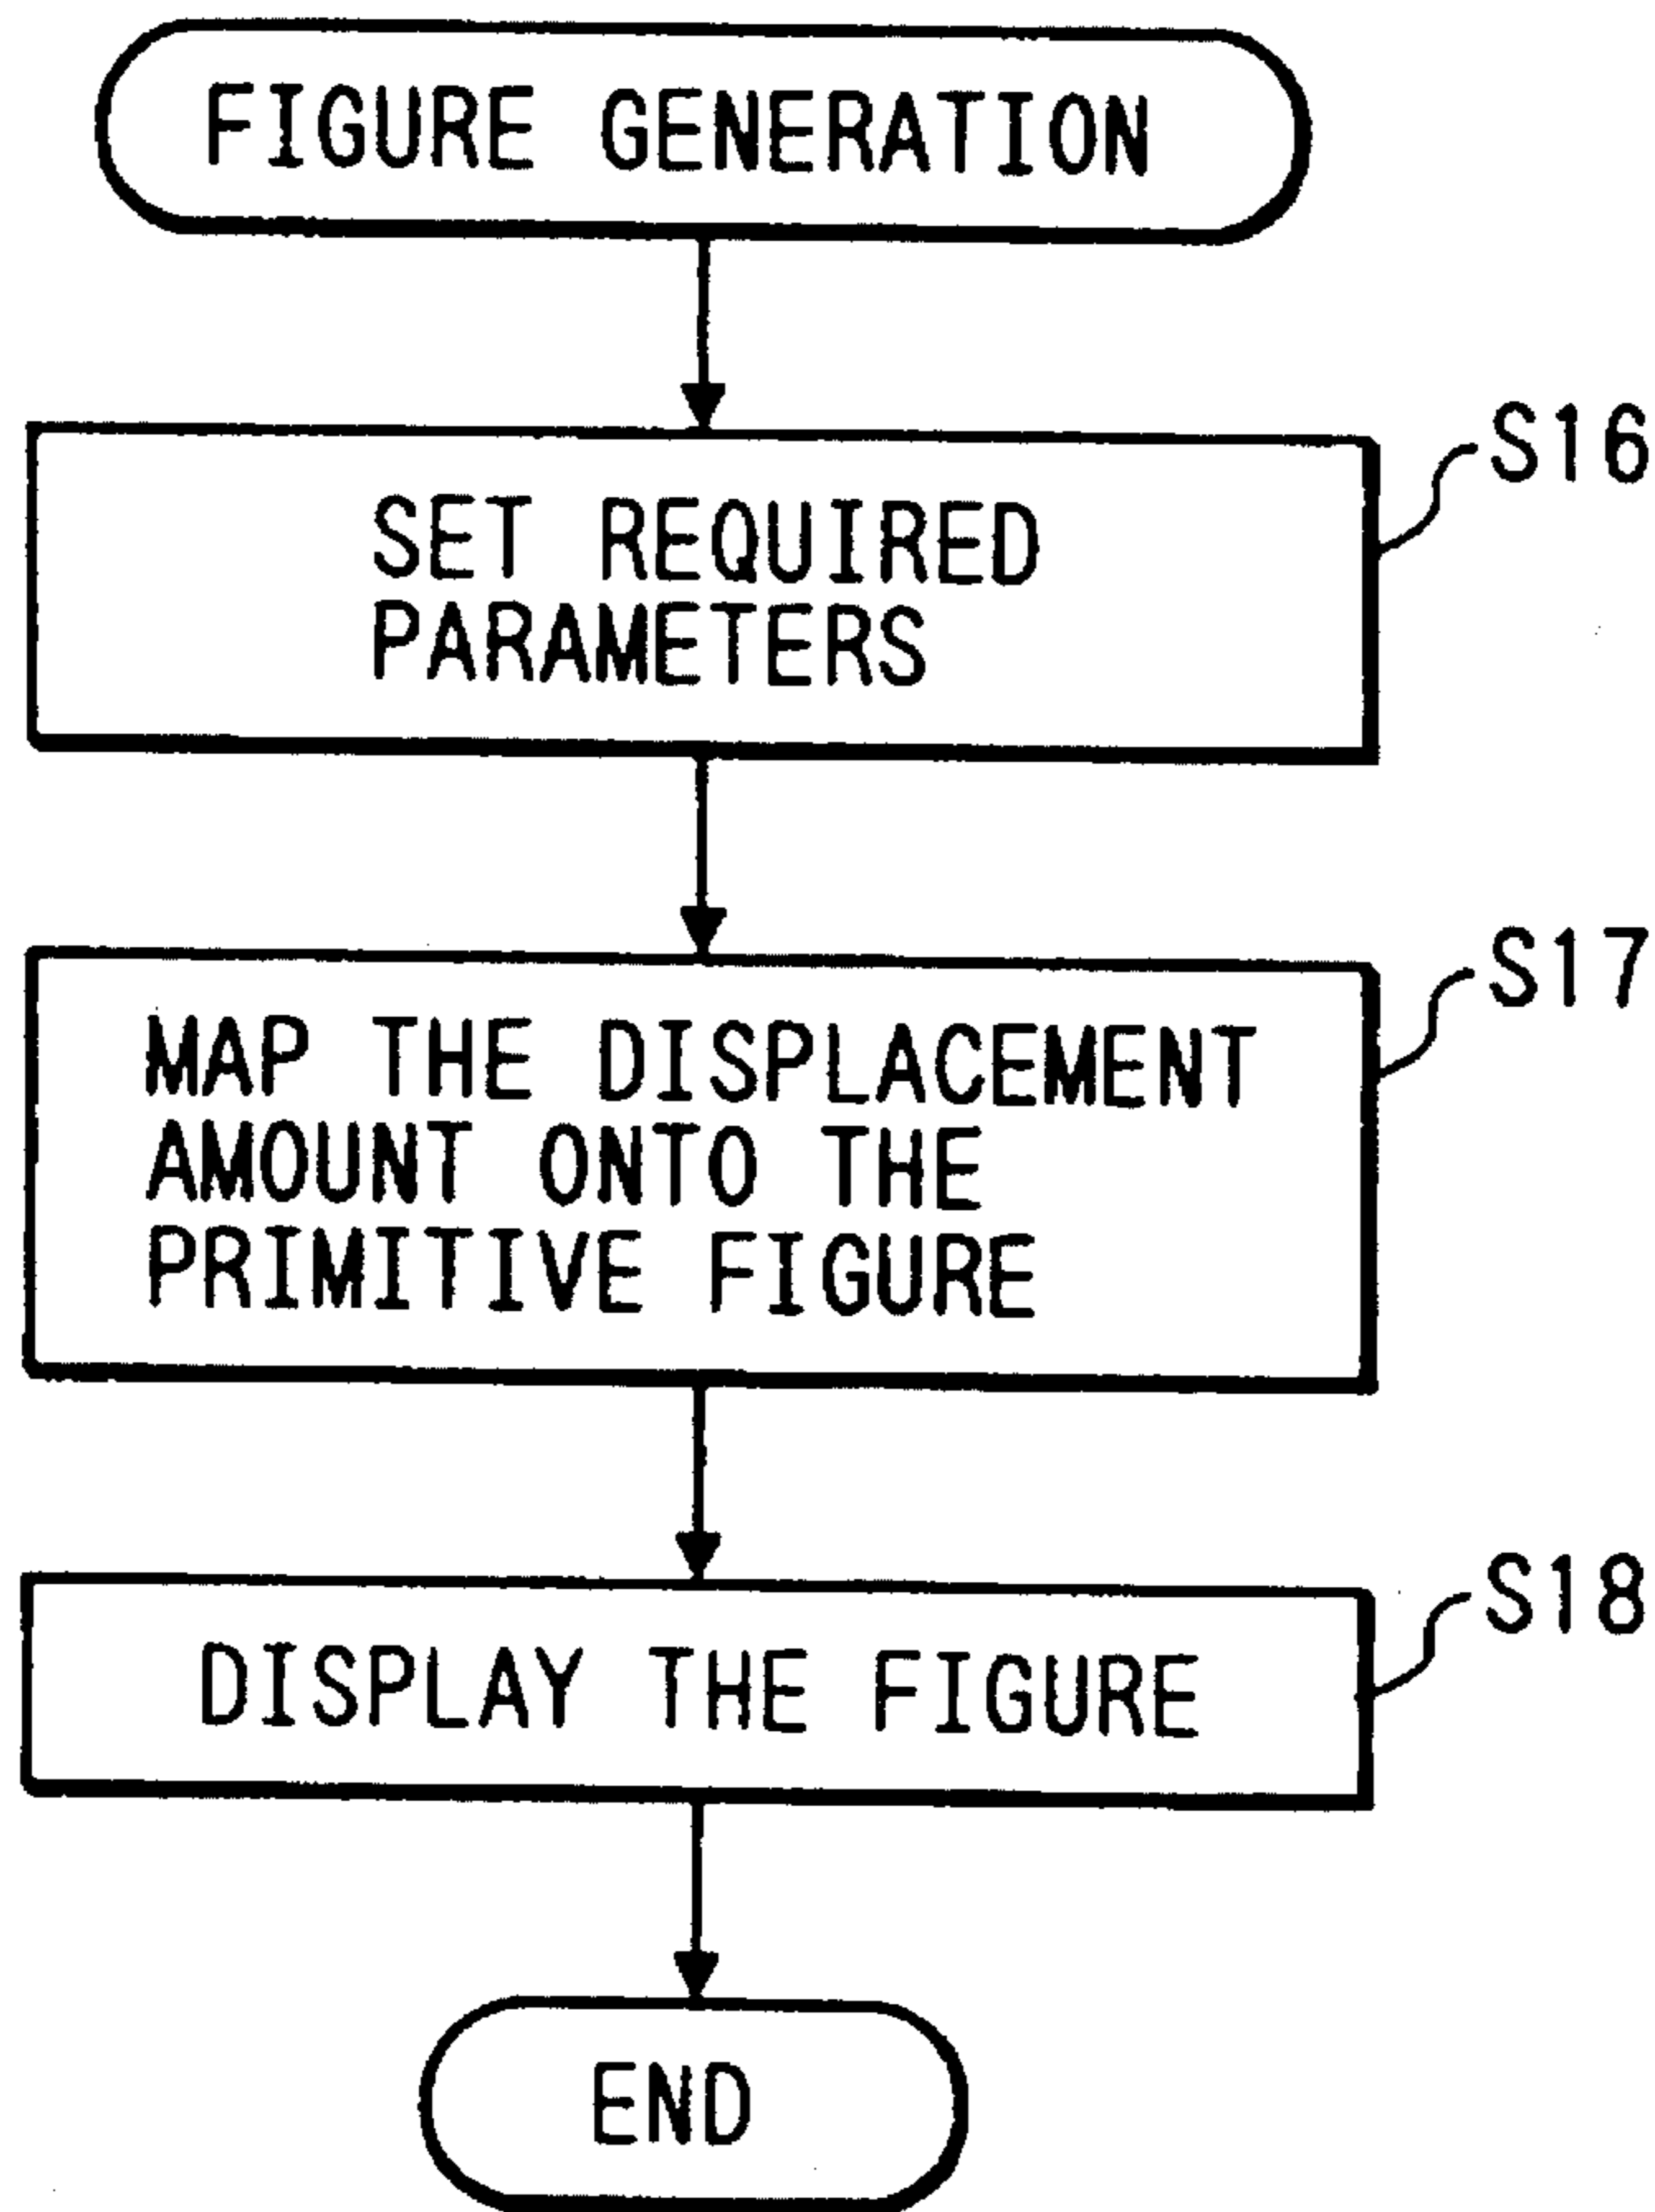 FIGURE GENERATION
S16
SET REQUIRED
PARAMETERS
S17
MAP THE DISPLACEMENT
AMOUNT ONTO THE
PRIMITIVE FIGURE
S18
DISPLAY THE FIGURE
END